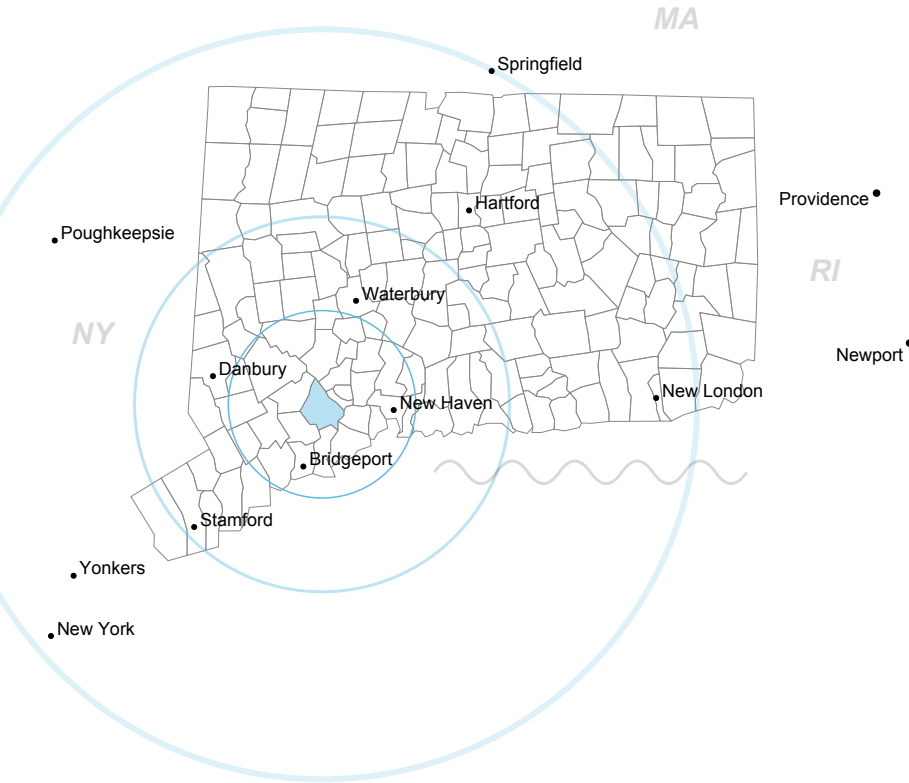 MA
Springfield
Providence
Hartford
Poughkeepsie
RI
Waterbury
NY
Newport
Danbury
New London
New Haven
Bridgeport
Stamford
Yonkers
New York